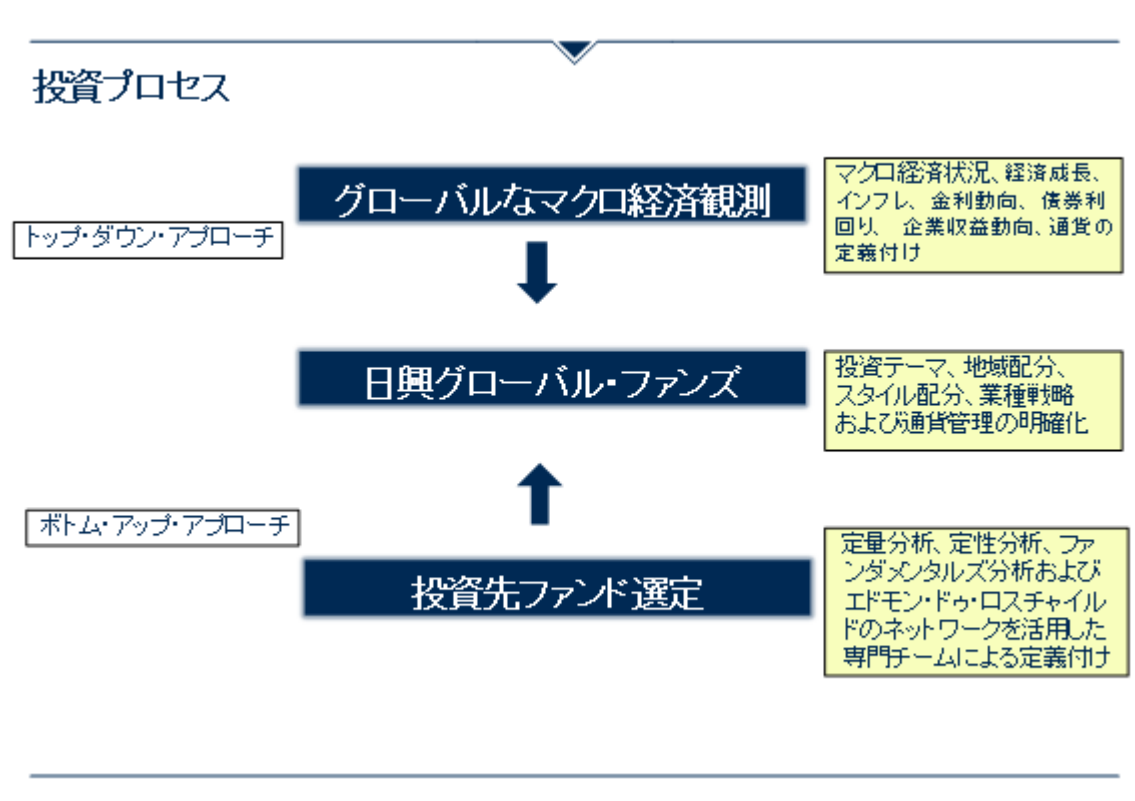 投資プロセス
グローバルなマクロ経済観測
マクロ経済状況、経済成長、
インフレ、金利動向、債券利
回り、 企業収益動向、通貨の
定義付け
トップ・ダウン・アプローチ
日興グローバル・ファンズ
投資テーマ、地域配分、
スタイル配分、業種戦略
および通貨管理の明確化
ボトム・アップ・アプローチ
投資先ファンド選定
定量分析、定性分析、ファ
ンダメンタルズ分析および
エドモン・ドゥ・ロスチャイル
ドのネットワークを活用した
専門チームによる定義付け